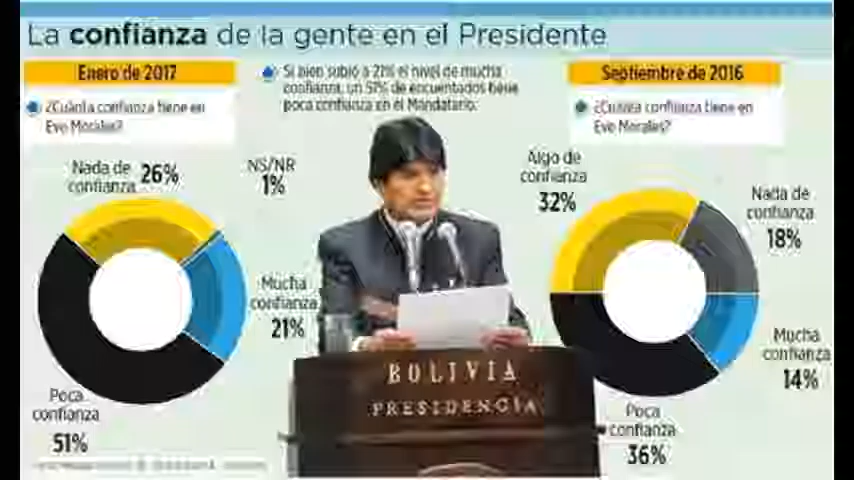 La confianza de la gente en el Presidente
Enero de 2017
¿Cuánta confianza tiene en
Evo Morales?
Nada de
confianza 26%
NS/NR
1%
Mucha
confianza
21%
Poca
confianza
51%
Si bien subió a 21% el nivel de mucha
confianza, un 51% de encuestados tiene
poca confianza en el Mandatario.
BOLIVIA
PRESIDENCIA
Septiembre de 2016
¿Cuánta confianza tiene en
Evo Morales?
Algo de
confianza
32%
Nada de
confianza
18%
Mucha
confianza
14%
Poca
confianza
36%